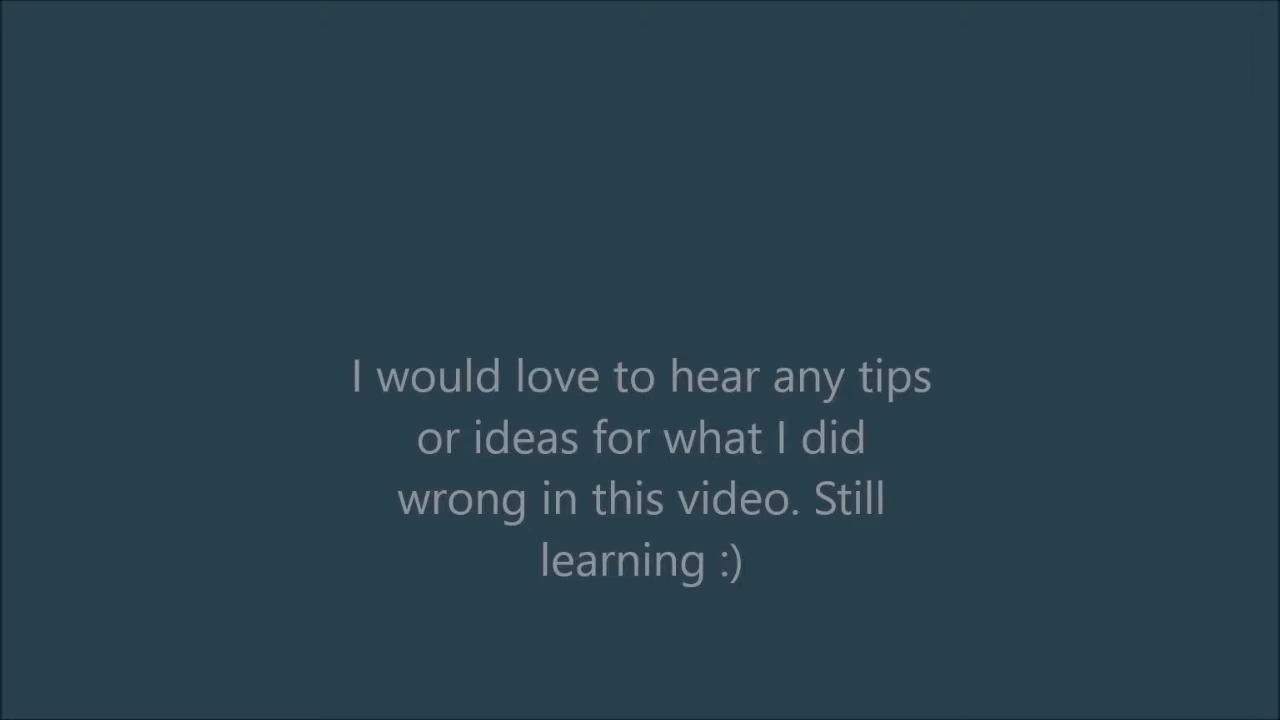 I would love to hear any tips
or ideas for what I did
wrong in this video. Still
learning :)